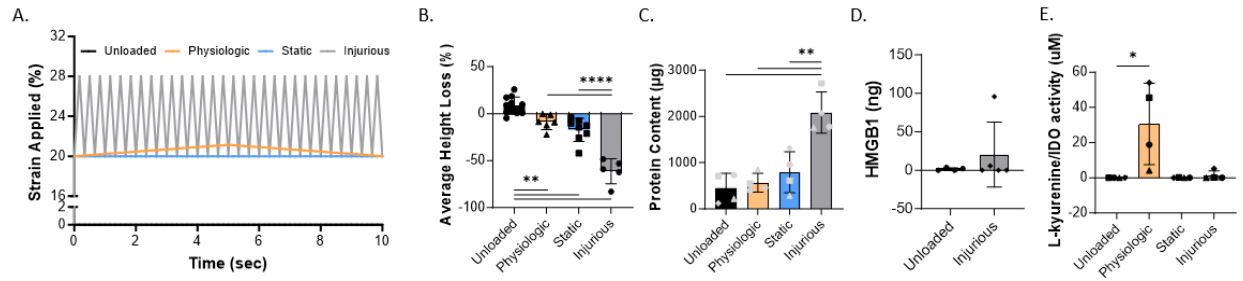 A.
Strain Applied (%)
32
28
24
20
16
2
0
Unloaded Physiologic Static Injurious
0 2 4 6 8 10
Time (sec)
B.
Average Height Loss (%)
50
0
-50
-100
****
**
Unloaded
Physiologic
Static
Injurious
C.
Protein Content (µg)
3000
2000
1000
0
**
Unloaded
Physiologic
Static
Injurious
D.
HMGB1 (ng)
150
100
50
0
-50
Unloaded
Injurious
E.
L-kyurenine/IDO activity (uM)
60
40
20
0
-20
*
Unloaded
Physiologic
Static
Injurious